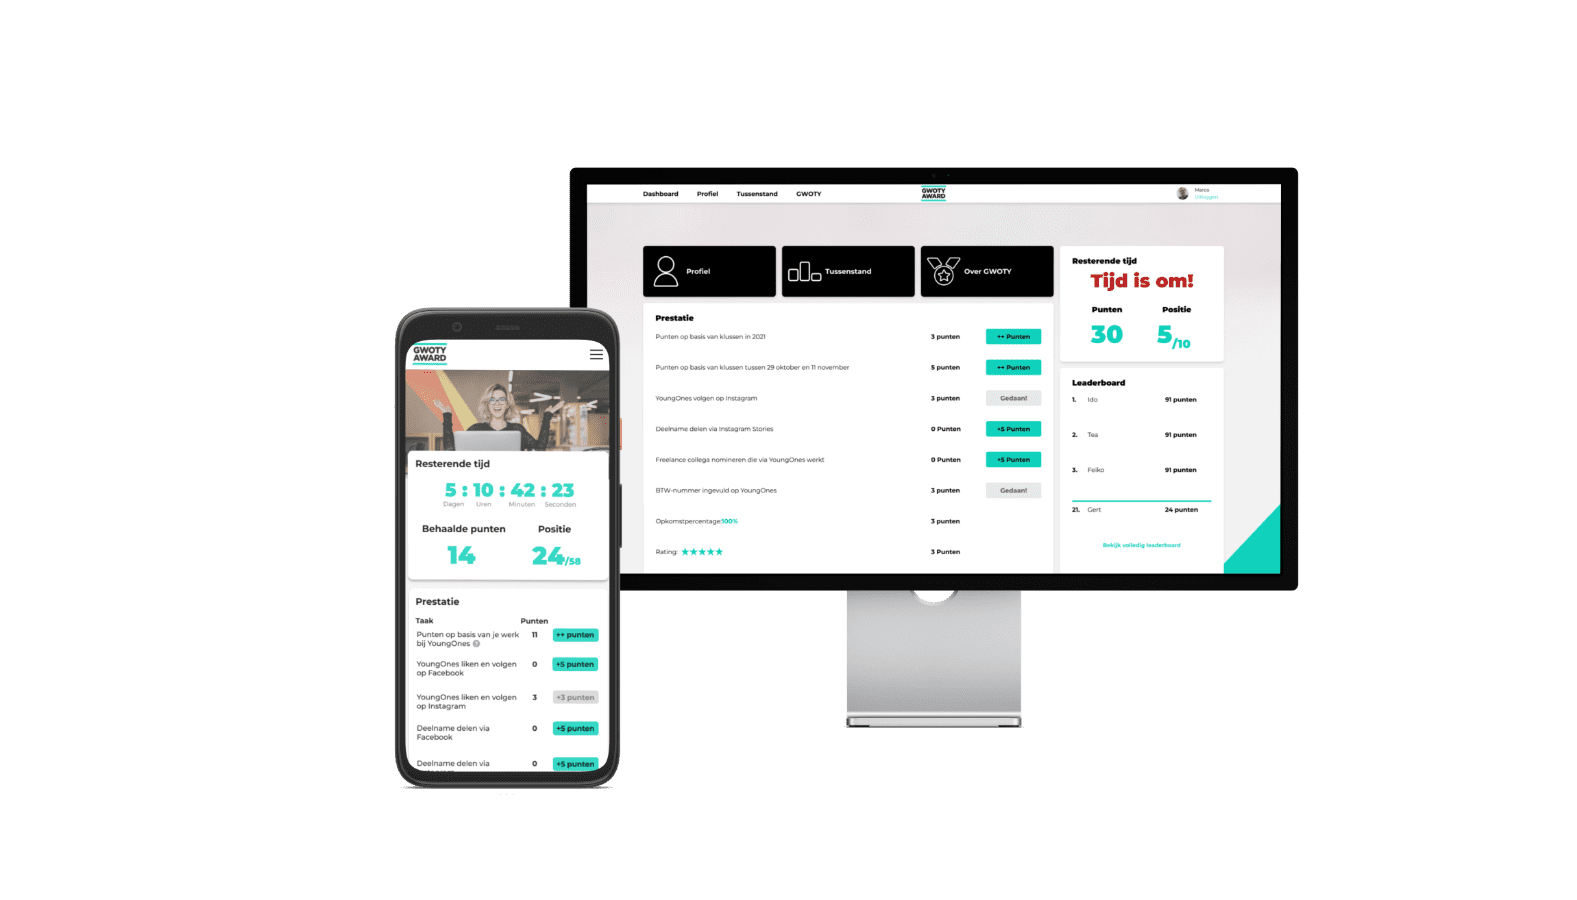 Dashboard Profiel Tussenstand GWOTY
GWOTY
AWARD
Marco
Uitloggen
Profiel
Tussenstand
Over GWOTY
Prestatie
Punten op basis van klussen in 2021 3 punten ++ Punten
Punten op basis van klussen tussen 29 oktober en 11 november 5 punten ++ Punten
YoungOnes volgen op Instagram 3 punten Gedaan!
Deelname delen via Instagram Stories 0 Punten +5 Punten
Freelance collega nomineren die via YoungOnes werkt 0 Punten +5 Punten
BTW-nummer ingevuld op YoungOnes 3 punten Gedaan!
Opkomstpercentage:100% 3 punten
Rating: ★★★★★ 3 Punten
Resterende tijd
Tijd is om!
Punten Positie
30 5/10
Leaderboard
1. Ido 91 punten
2. Tea 91 punten
3. Feiko 91 punten
21. Gert 24 punten
Bekijk volledig leaderboard
GWOTY
AWARD
Resterende tijd
5 : 10 : 42 : 23
Dagen Uren Minuten Seconden
Behaalde punten Positie
14 24/58
Prestatie
Taak Punten
Punten op basis van je werk 11 ++ punten
bij YoungOnes ?
YoungOnes liken en volgen 0 +5 punten
op Facebook
YoungOnes liken en volgen 3 +3 punten
op Instagram
Deelname delen via 0 +5 punten
Facebook
Deelname delen via 0 +5 punten